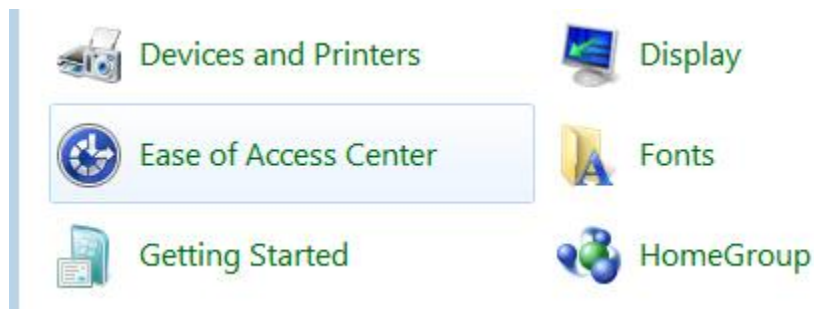 Devices and Printers
Display
Ease of Access Center
Fonts
Getting Started
HomeGroup